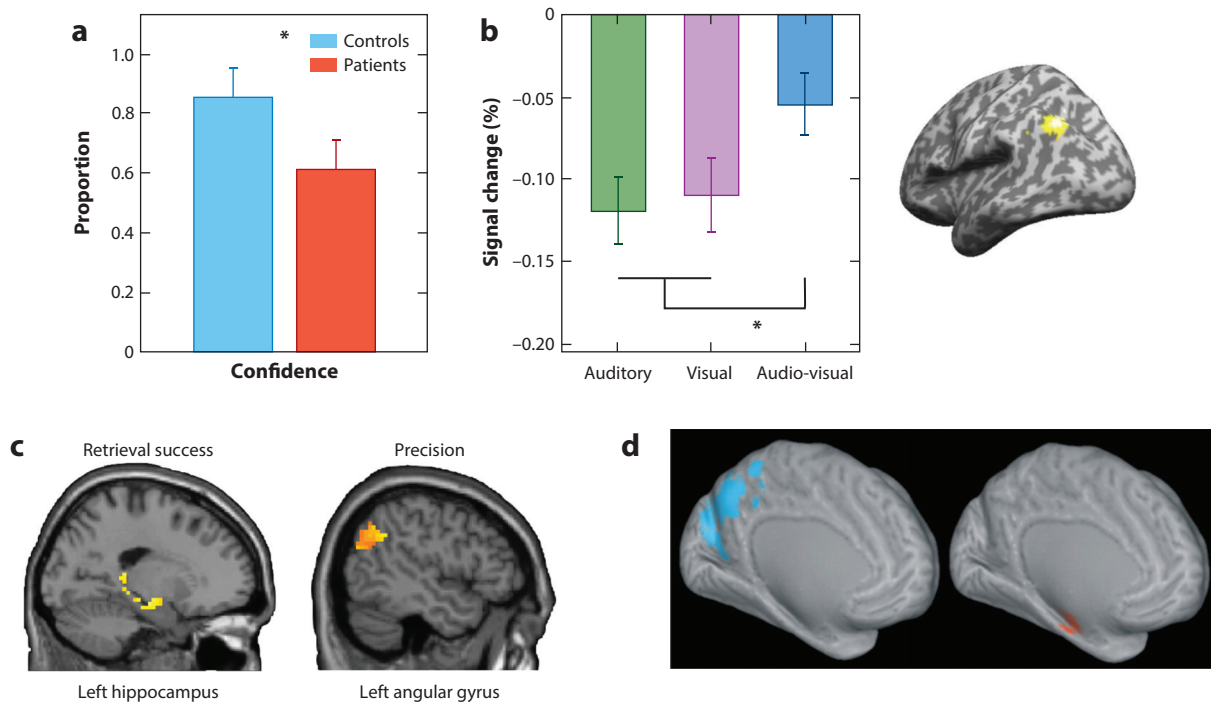 a
*
Controls
Patients
1.0
0.8
0.6
0.4
0.2
0
Proportion
Confidence
b
0
−0.05
−0.10
−0.15
−0.20
Signal change (%)
*
Auditory
Visual
Audio-visual
c
Retrieval success
Precision
Left hippocampus
Left angular gyrus
d